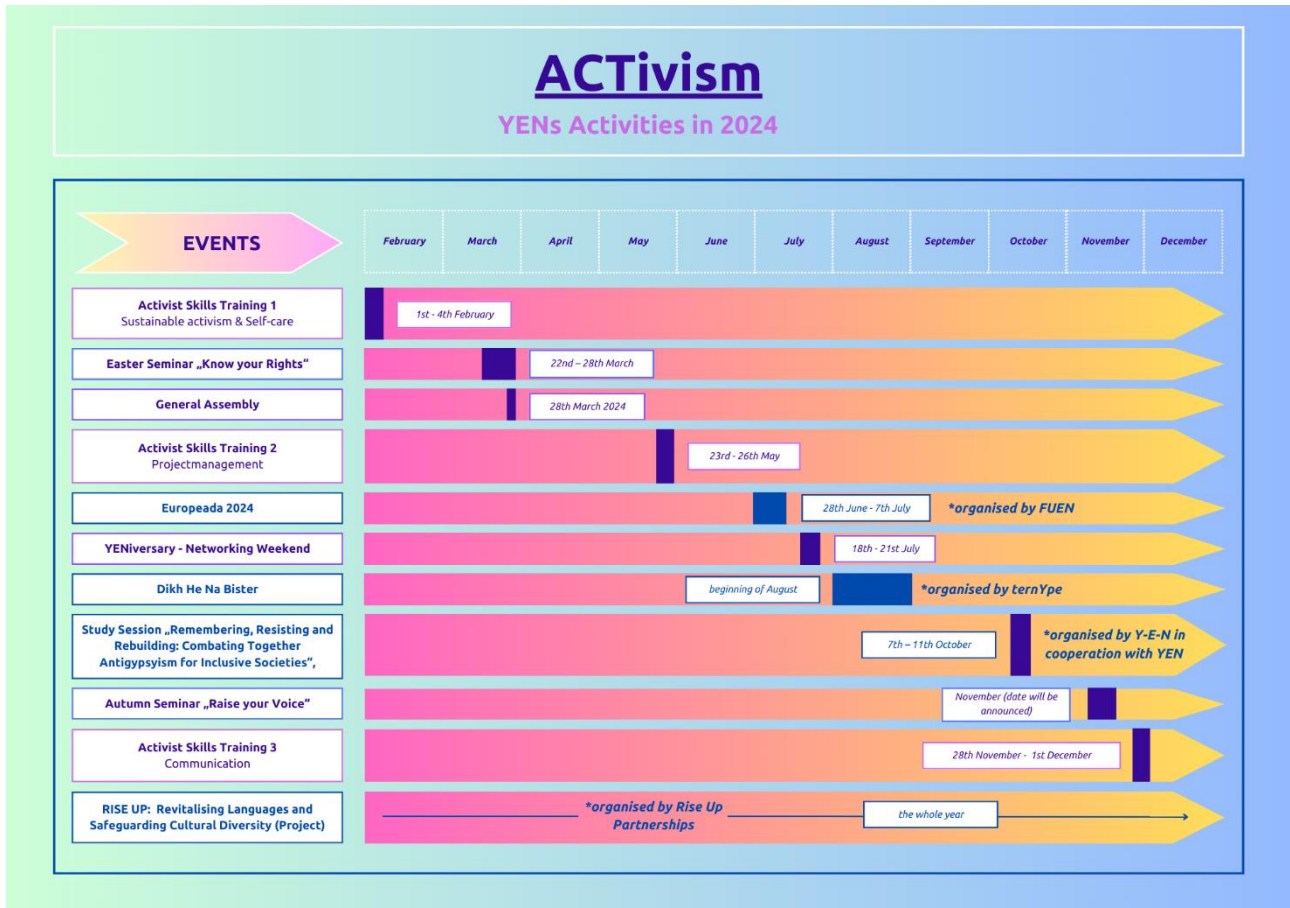 ACTivism
YENs Activities in 2024
EVENTS
February
March
April
May
June
July
August
September
October
November
December
Activist Skills Training 1
Sustainable activism & Self-care
1st - 4th February
Easter Seminar „Know your Rights“
22nd – 28th March
General Assembly
28th March 2024
Activist Skills Training 2
Projectmanagement
23rd - 26th May
Europeada 2024
28th June - 7th July
*organised by FUEN
YENiversary - Networking Weekend
18th - 21st July
Dikh He Na Bister
beginning of August
*organised by ternYpe
Study Session „Remembering, Resisting and
Rebuilding: Combating Together
Antigypsyism for Inclusive Societies“,
7th – 11th October
*organised by Y-E-N in
cooperation with YEN
Autumn Seminar „Raise your Voice“
November (date will be
announced)
Activist Skills Training 3
Communication
28th November - 1st December
RISE UP: Revitalising Languages and
Safeguarding Cultural Diversity (Project)
*organised by Rise Up
Partnerships
the whole year